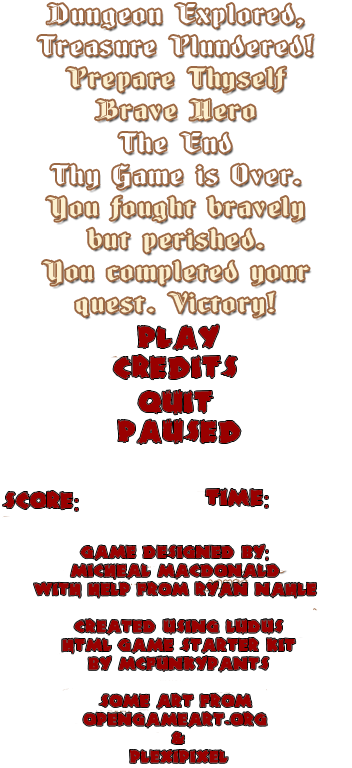 Dungeon Explored,
Treasure Plundered!
Prepare Thyself
Brave Hero
The End
Thy Game is Over.
You fought bravely
but perished.
You completed your
quest. Victory!
PLAY
CREDITS
QUIT
PAUSED
SCORE: TIME:
GAME DESIGNED BY:
MICHEAL MACDONALD
WITH HELP FROM RYAN NAHLE
CREATED USING LUDUS
HTML GAME STARTER KIT
BY MCFUNKYPANTS
SOME ART FROM
OPENGAMEART.ORG
&
PLEXIPIXEL